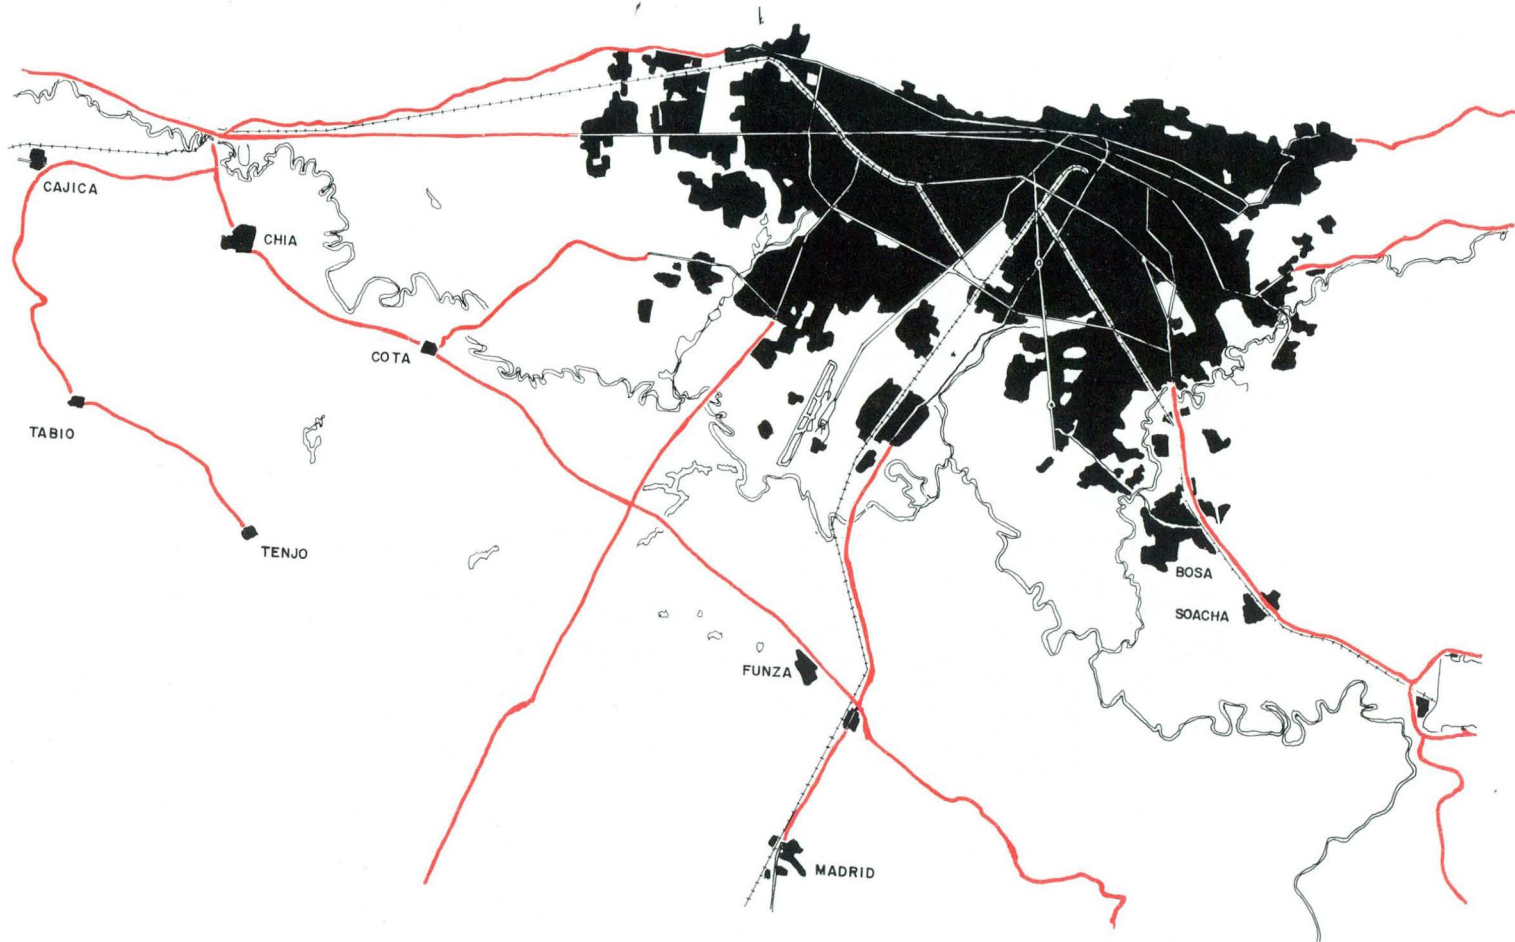 CAJICA
CHIA
COTA
TABIO
TENJO
BOSA
SOACHA
FUNZA
MADRID